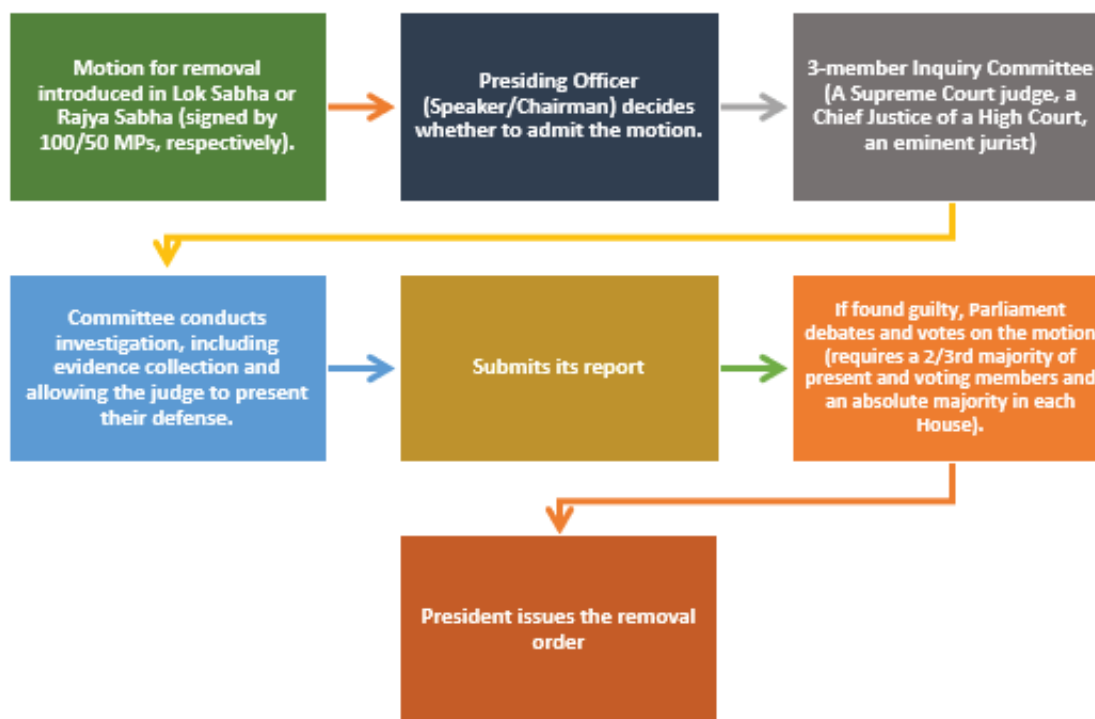 Motion for removal
introduced in Lok Sabha or
Rajya Sabha (signed by
100/50 MPs, respectively).
Presiding Officer
(Speaker/Chairman) decides
whether to admit the motion.
3-member Inquiry Committee
(A Supreme Court judge, a
Chief Justice of a High Court,
an eminent jurist)
Committee conducts
investigation, including
evidence collection and
allowing the judge to present
their defense.
Submits its report
If found guilty, Parliament
debates and votes on the motion
(requires a 2/3rd majority of
present and voting members and
an absolute majority in each
House).
President issues the removal
order